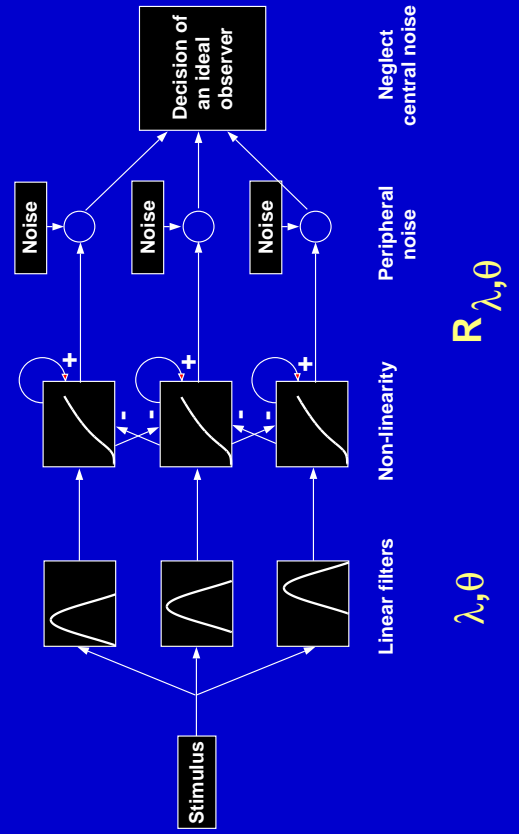 Stimulus
+
-
-
+
-
-
+
Noise
Noise
Noise
Decision of
an ideal
observer
Linear filters
Non-linearity
Peripheral
noise
Neglect
central noise
λ,θ
R λ,θ